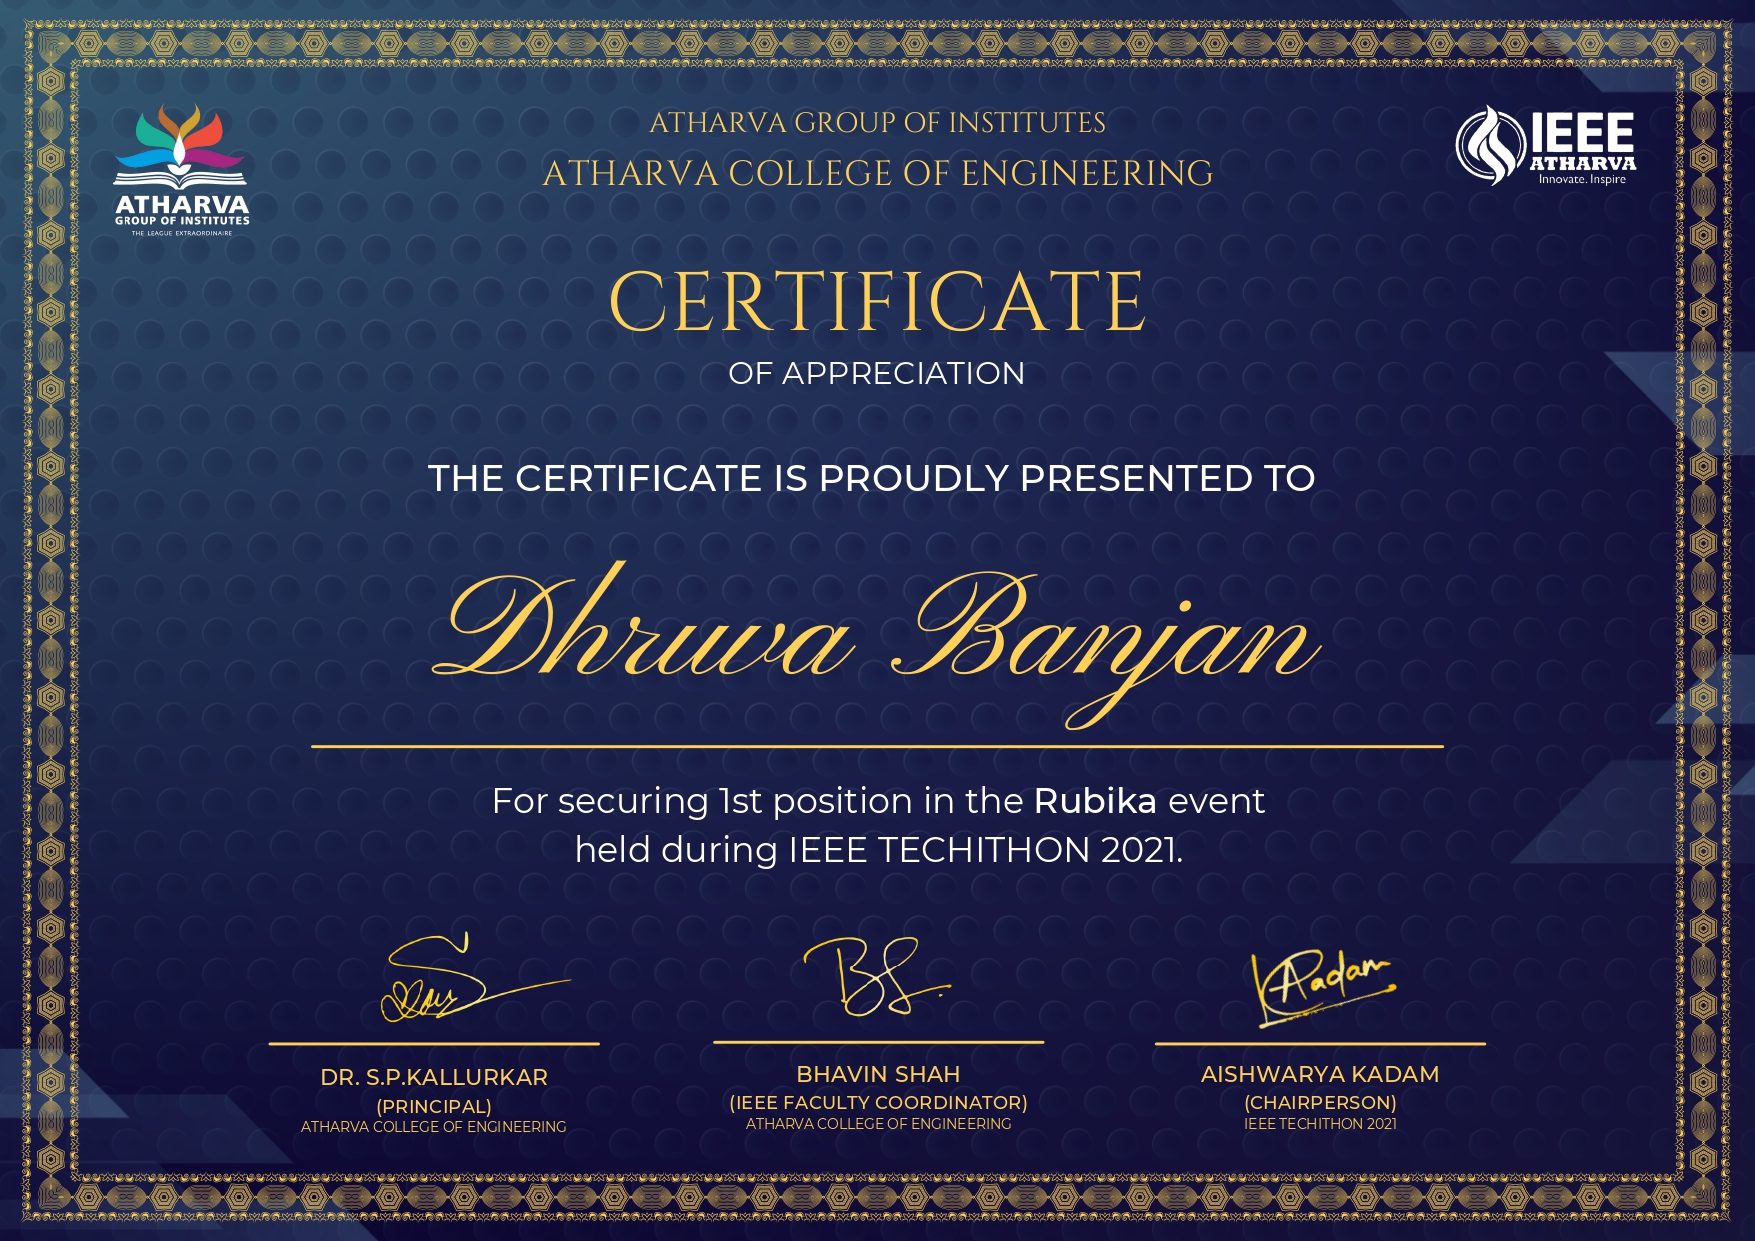 ATHARVA GROUP OF INSTITUTES
ATHARVA COLLEGE OF ENGINEERING
ATHARVA
GROUP OF INSTITUTES
THE LEAGUE EXTRAORDINAIRE
IEEE
ATHARVA
Innovate. Inspire
CERTIFICATE
OF APPRECIATION
THE CERTIFICATE IS PROUDLY PRESENTED TO
Dhruva Banjan
For securing 1st position in the Rubika event
held during IEEE TECHITHON 2021.
BS.
Kadam
DR. S.P.KALLURKAR
(PRINCIPAL)
ATHARVA COLLEGE OF ENGINEERING
BHAVIN SHAH
(IEEE FACULTY COORDINATOR)
ATHARVA COLLEGE OF ENGINEERING
AISHWARYA KADAM
(CHAIRPERSON)
IEEE TECHITHON 2021